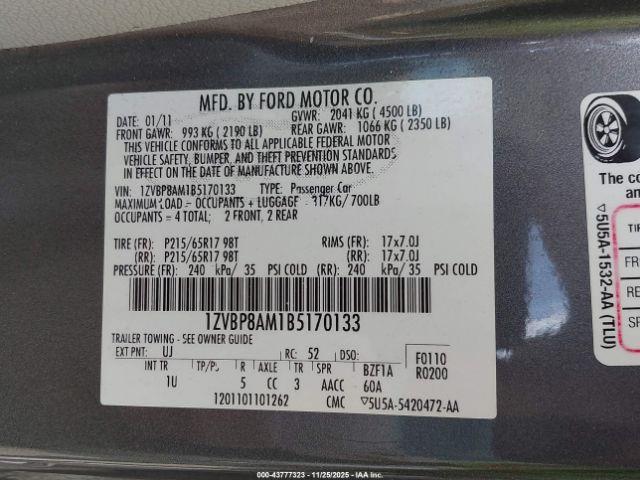 MFD. BY FORD MOTOR CO.
DATE: 01/11 GVWR: 2041 KG ( 4500 LB)
FRONT GAWR: 993 KG ( 2190 LB) REAR GAWR: 1066 KG ( 2350 LB)
THIS VEHICLE CONFORMS TO ALL APPLICABLE FEDERAL MOTOR
VEHICLE SAFETY, BUMPER, AND THEFT PREVENTION STANDARDS
IN EFFECT ON THE DATE OF MANUFACTURE SHOWN ABOVE.
VIN: 1ZVBP8AM1B5170133 TYPE: Passenger Car
MAXIMUM LOAD = OCCUPANTS + LUGGAGE 317KG/700LB
OCCUPANTS = 4 TOTAL; 2 FRONT, 2 REAR
TIRE (FR): P215/65R17 98T RIMS (FR): 17x7.0J
(RR): P215/65R17 98T (RR): 17x7.0J
PRESSURE (FR): 240 kPa/ 35 PSI COLD (RR): 240 kPa/ 35 PSI COLD
1ZVBP8AM1B5170133
TRAILER TOWING - SEE OWNER GUIDE
EXT PNT: UJ RC: 52 DSO: F0110
INT TR TP/PS R AXLE TR SPR BZF1A R0200
1U 5 CC 3 AACC 60A
1201101101262 CMC ▽5U5A-5420472-AA
The co
an
▽5U5A-1532-AA (TLU)
TI
FR
RE
SP
000-43777323 - 11/25/2025 - IAA Inc.